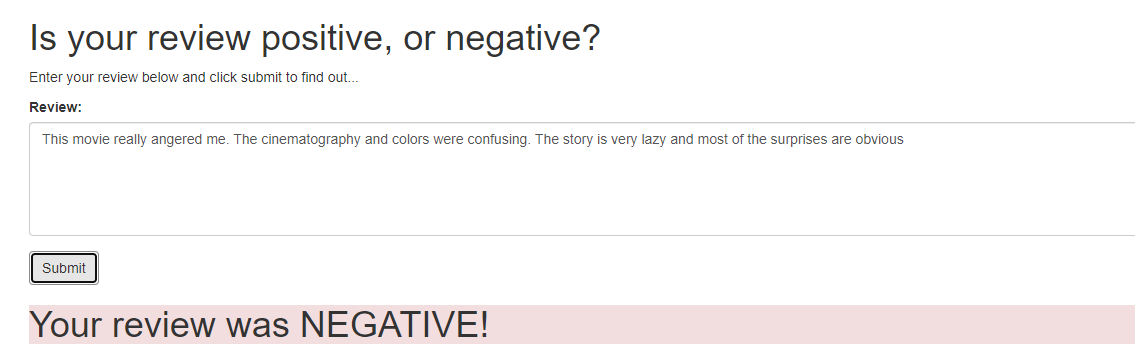 Is your review positive, or negative?
Enter your review below and click submit to find out...
Review:
This movie really angered me. The cinematography and colors were confusing. The story is very lazy and most of the surprises are obvious
Submit
Your review was NEGATIVE!